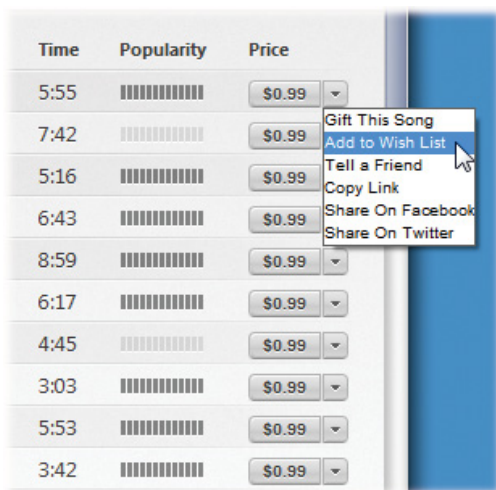 Time Popularity Price
5:55 $0.99
Gift This Song
7:42 $0.99
Add to Wish List
Tell a Friend
5:16 $0.99
Copy Link
6:43 $0.99
Share On Facebook
Share On Twitter
8:59 $0.99
6:17 $0.99
4:45 $0.99
3:03 $0.99
5:53 $0.99
3:42 $0.99